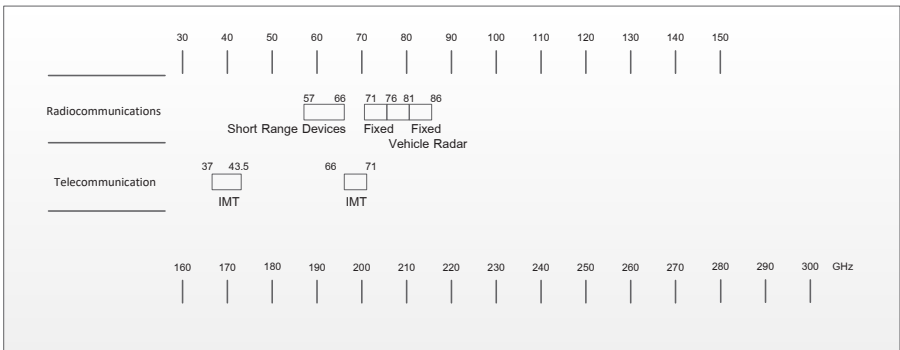 30 40 50 60 70 80 90 100 110 120 130 140 150
57 66 71 76 81 86
Radiocommunications
Short Range Devices Fixed Fixed
Vehicle Radar
37 43.5 66 71
Telecommunication
IMT IMT
160 170 180 190 200 210 220 230 240 250 260 270 280 290 300 GHz